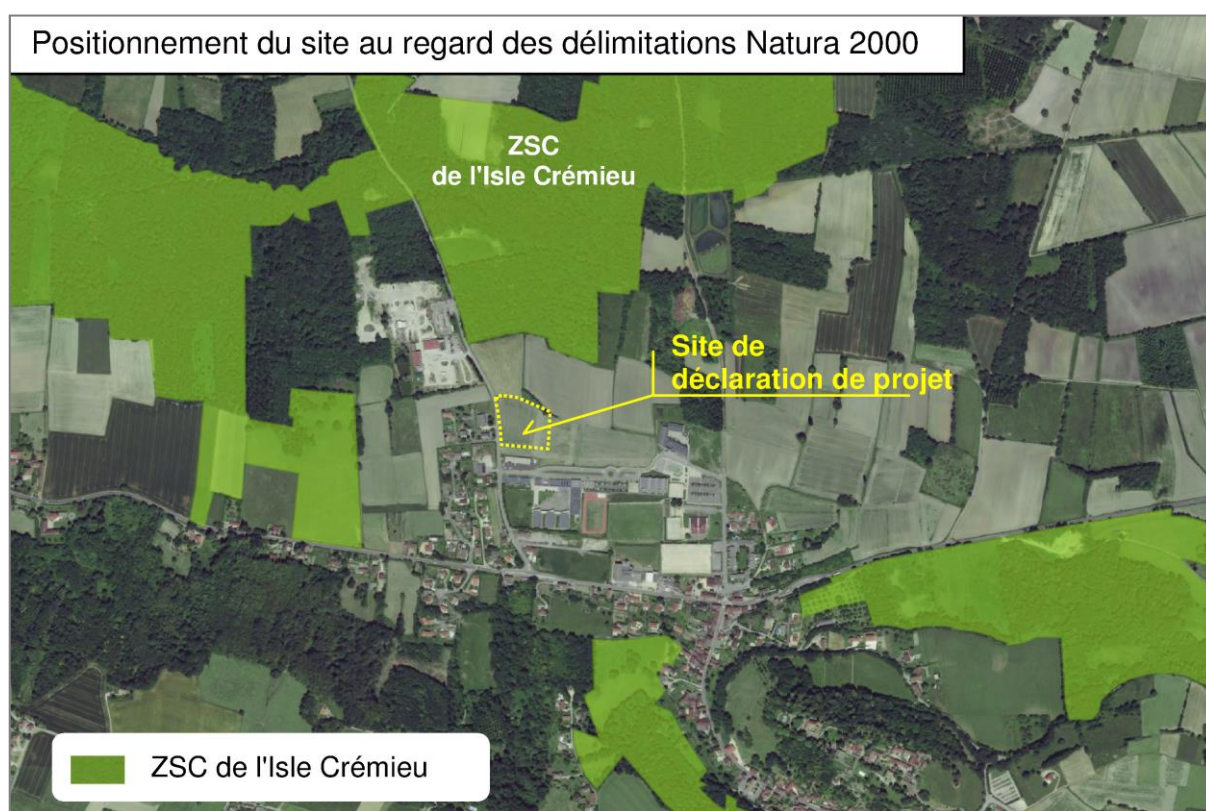 Positionnement du site au regard des délimitations Natura 2000
ZSC
de l'Isle Crémieu
Site de
déclaration de projet
ZSC de l'Isle Crémieu